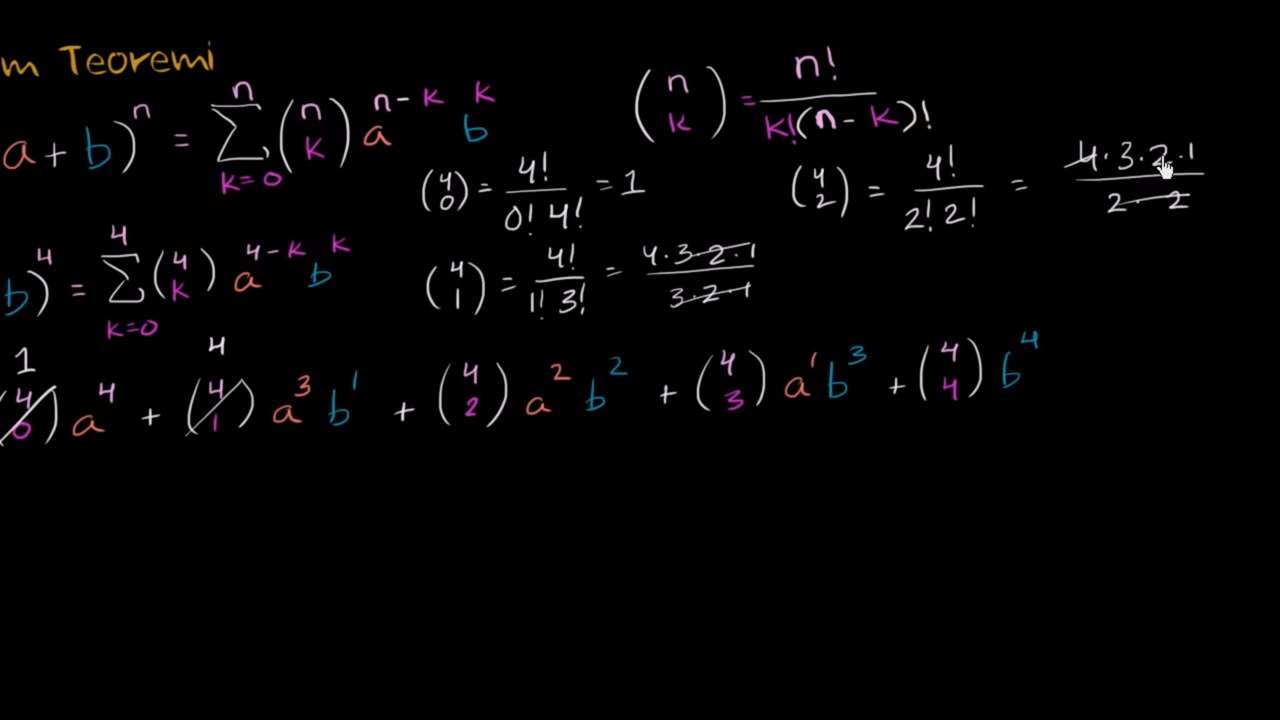 m Teoremi
a + b)^n = ∑_{k=0}^{n} (n k) a^{n-k} b^k
(n k) = n! / k!(n-k)!
(4 0) = 4! / 0! 4! = 1
(4 2) = 4! / 2! 2! = 4·3·2·1 / 2·2
b)^4 = ∑_{k=0}^{4} (4 k) a^{4-k} b^k
(4 1) = 4! / 1! 3! = 4·3·2·1 / 3·2·1
1 4
(4 0) a^4 + (4 1) a^3 b^1 + (4 2) a^2 b^2 + (4 3) a^1 b^3 + (4 4) b^4